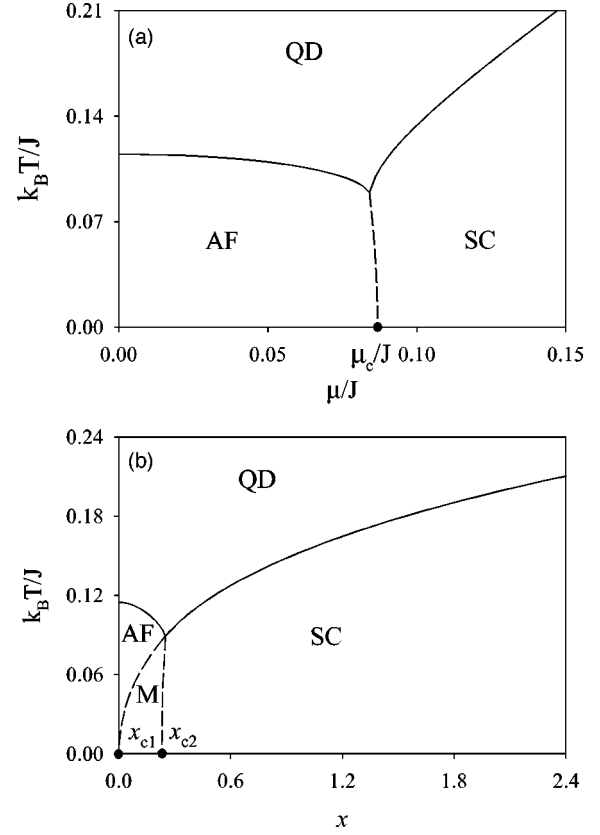 (a)
QD
AF
SC
k_BT/J
0.21
0.14
0.07
0.00
0.00
0.05
μ_c/J
0.10
0.15
μ/J
(b)
QD
AF
M
SC
x_c1
x_c2
k_BT/J
0.24
0.18
0.12
0.06
0.00
0.0
0.6
1.2
1.8
2.4
x